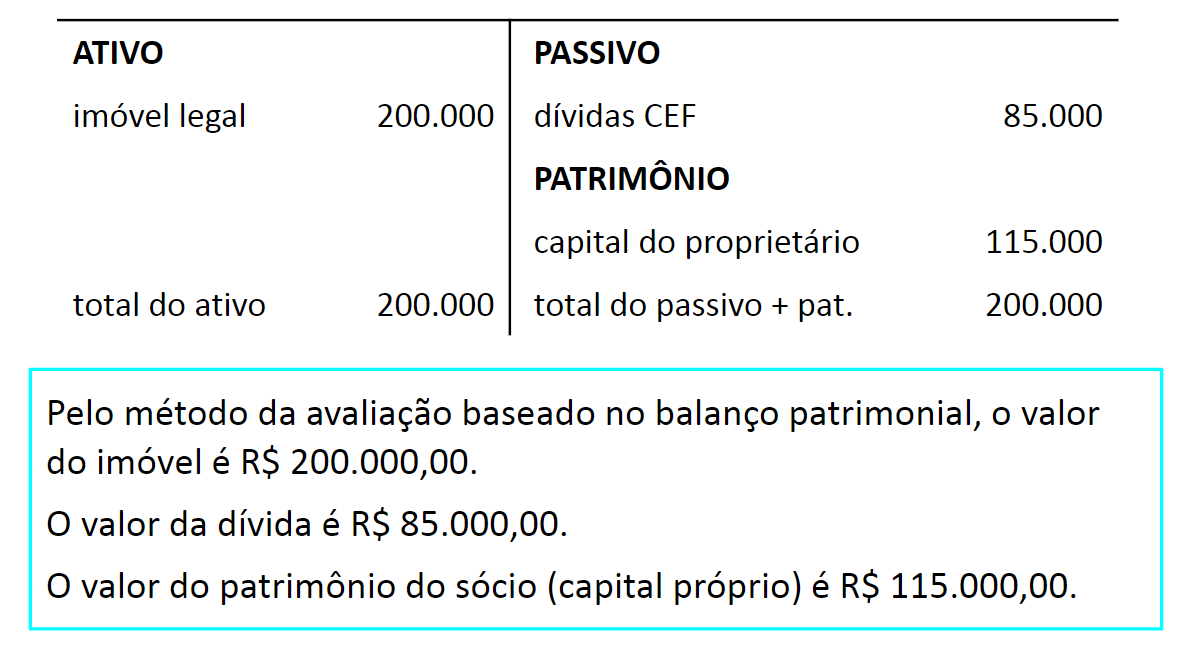 ATIVO PASSIVO
imóvel legal 200.000 dívidas CEF 85.000
PATRIMÔNIO
capital do proprietário 115.000
total do ativo 200.000 total do passivo + pat. 200.000
Pelo método da avaliação baseado no balanço patrimonial, o valor
do imóvel é R$ 200.000,00.
O valor da dívida é R$ 85.000,00.
O valor do patrimônio do sócio (capital próprio) é R$ 115.000,00.